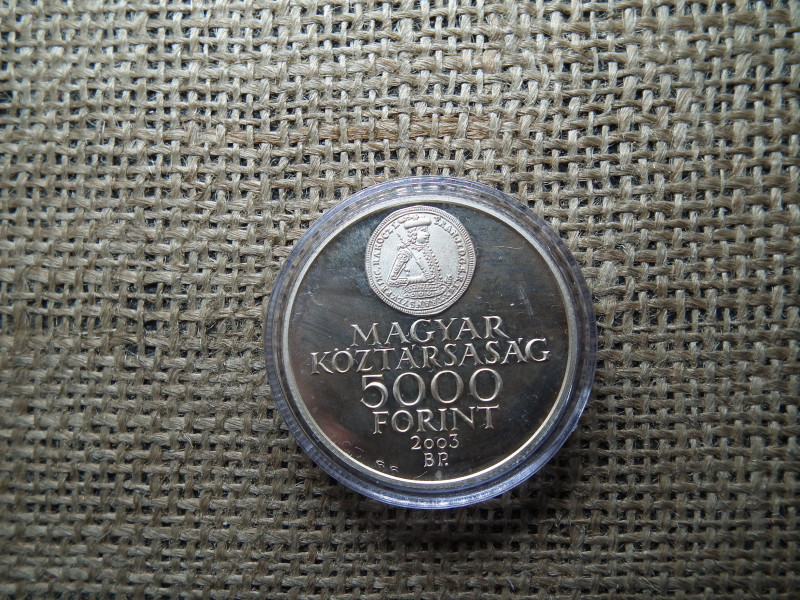 MAGYAR
KÖZTÁRSASÁG
5000
FORINT
2003
BP.